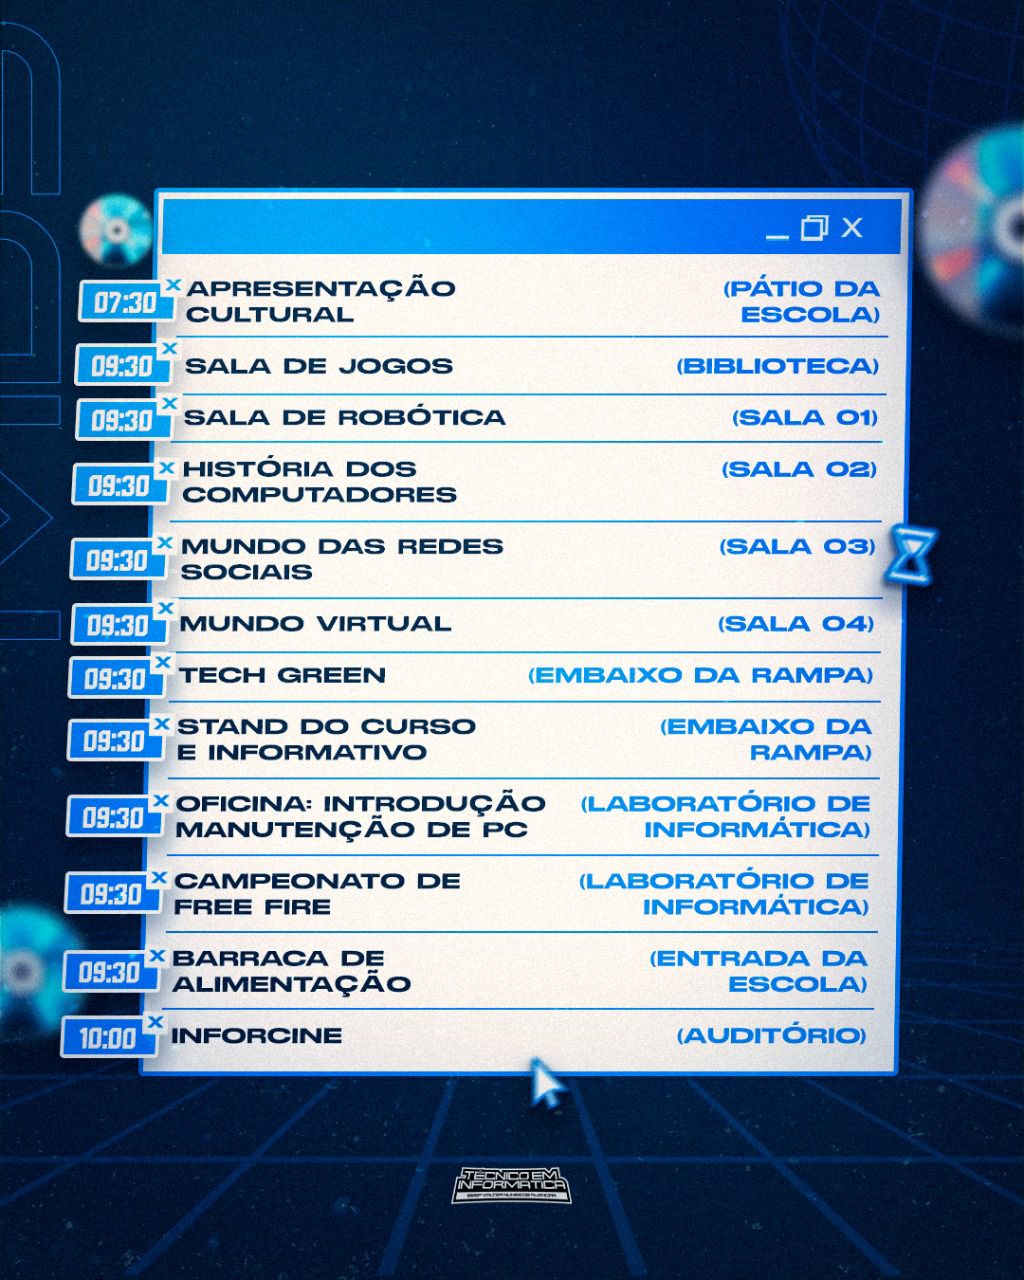 07:30 APRESENTAÇÃO (PÁTIO DA
CULTURAL ESCOLA)
09:30 SALA DE JOGOS (BIBLIOTECA)
09:30 SALA DE ROBÓTICA (SALA 01)
09:30 HISTÓRIA DOS (SALA 02)
COMPUTADORES
09:30 MUNDO DAS REDES (SALA 03)
SOCIAIS
09:30 MUNDO VIRTUAL (SALA 04)
09:30 TECH GREEN (EMBAIXO DA RAMPA)
09:30 STAND DO CURSO (EMBAIXO DA
E INFORMATIVO RAMPA)
09:30 OFICINA: INTRODUÇÃO (LABORATÓRIO DE
MANUTENÇÃO DE PC INFORMÁTICA)
09:30 CAMPEONATO DE (LABORATÓRIO DE
FREE FIRE INFORMÁTICA)
09:30 BARRACA DE (ENTRADA DA
ALIMENTAÇÃO ESCOLA)
10:00 INFORCINE (AUDITÓRIO)
TÉCNICO EM
INFORMÁTICA